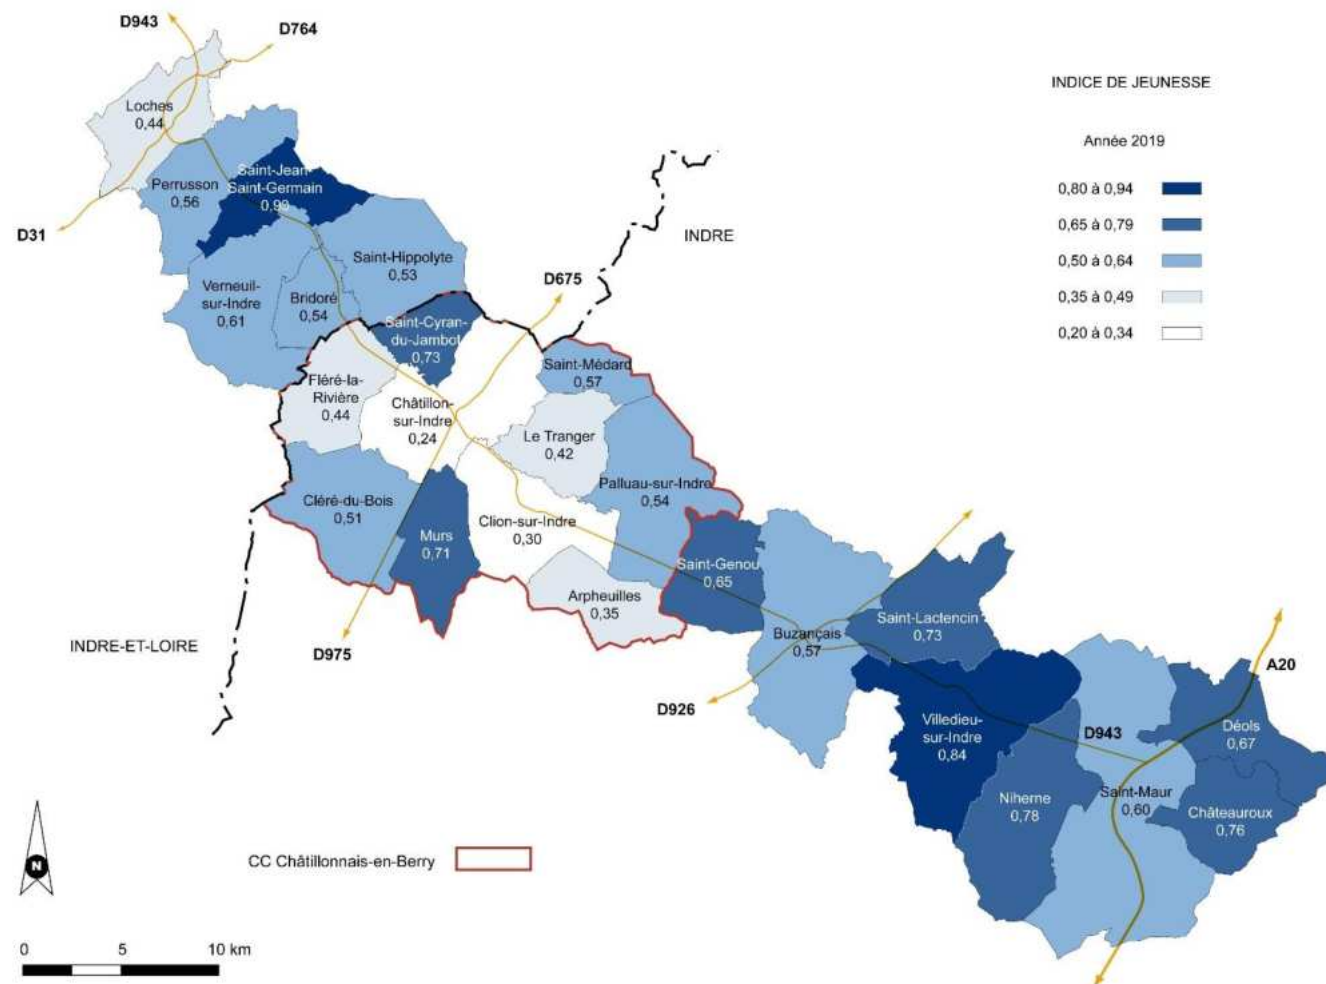 D943
D764
INDICE DE JEUNESSE
Année 2019
0,80 à 0,94
0,65 à 0,79
0,50 à 0,64
0,35 à 0,49
0,20 à 0,34
Loches
0,44
Perrusson
0,56
Saint-Jean-
Saint-Germain
0,99
D31
INDRE
Saint-Hippolyte
0,53
D675
Verneuil-
sur-Indre
0,61
Bridoré
0,54
Saint-Cyran-
du-Jambot
0,73
Saint-Médard
0,57
Fléré-la-
Rivière
0,44
Châtillon-
sur-Indre
0,24
Le Tranger
0,42
Palluau-sur-Indre
0,54
Cléré-du-Bois
0,51
Murs
0,71
Clion-sur-Indre
0,30
Saint-Genou
0,65
Arpheuilles
0,35
Buzançais
0,57
Saint-Lactencin
0,73
INDRE-ET-LOIRE
D975
D926
A20
Villedieu-
sur-Indre
0,84
D943
Déols
0,67
Niherne
0,78
Saint-Maur
0,60
Châteauroux
0,76
CC Châtillonnais-en-Berry
N
0 5 10 km